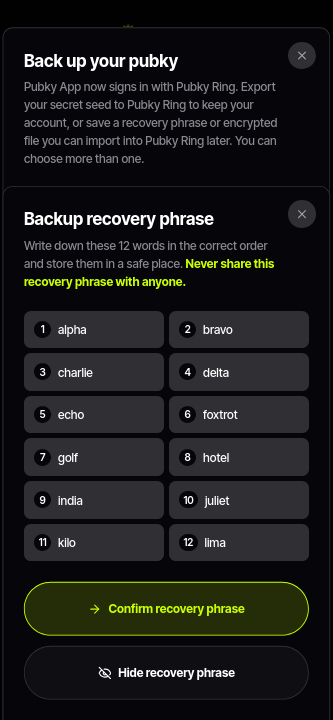 Back up your pubky
Pubky App now signs in with Pubky Ring. Export
your secret seed to Pubky Ring to keep your
account, or save a recovery phrase or encrypted
file you can import into Pubky Ring later. You can
choose more than one.
Backup recovery phrase
Write down these 12 words in the correct order
and store them in a safe place. Never share this
recovery phrase with anyone.
1 alpha
2 bravo
3 charlie
4 delta
5 echo
6 foxtrot
7 golf
8 hotel
9 india
10 juliet
11 kilo
12 lima
Confirm recovery phrase
Hide recovery phrase